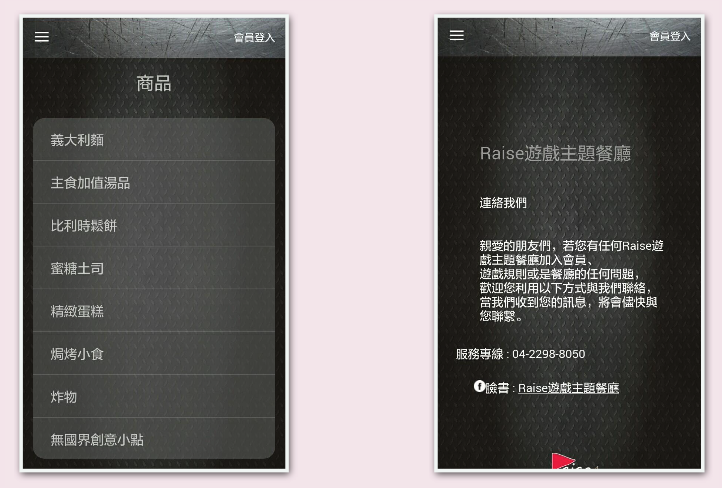 會員登入
商品
義大利麵
主食加值湯品
比利時鬆餅
蜜糖土司
精緻蛋糕
焗烤小食
炸物
無國界創意小點
會員登入
Raise遊戲主題餐廳
連絡我們
親愛的朋友們，若您有任何Raise遊
戲主題餐廳加入會員、
遊戲規則或是餐廳的任何問題，
歡迎您利用以下方式與我們聯絡，
當我們收到您的訊息，將會儘快與
您聯繫。
服務專線 : 04-2298-8050
臉書 : Raise遊戲主題餐廳